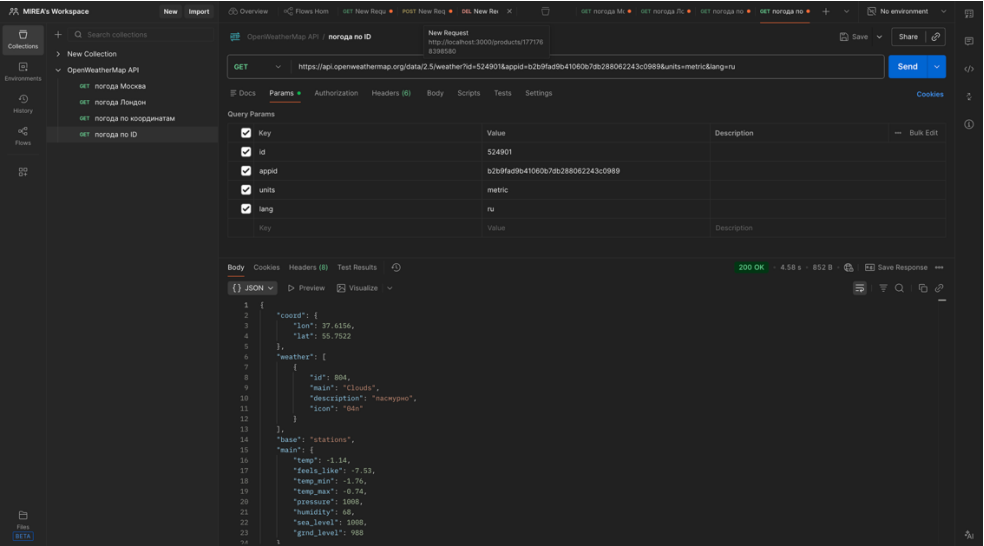 MIREA's Workspace New Import Overview Flows Hom GET New Requ POST New Req DEL New Rec GET погода Мс GET погода Лс GET погода по GET погода по No environment
Collections
Environments
History
Flows
Files
BETA
Search collections
New Collection
OpenWeatherMap API
GET погода Москва
GET погода Лондон
GET погода по координатам
GET погода по ID
OpenWeatherMap API / погода по ID
New Request
http://localhost:3000/products/177176
8398580
Save Share
GET https://api.openweathermap.org/data/2.5/weather?id=524901&appid=b2b9fad9b41060b7db288062243c0989&units=metric&lang=ru Send
Docs Params Authorization Headers (6) Body Scripts Tests Settings Cookies
Query Params
Key Value Description Bulk Edit
id 524901
appid b2b9fad9b41060b7db288062243c0989
units metric
lang ru
Key Value Description
Body Cookies Headers (8) Test Results 200 OK 4.58 s 852 B Save Response
{} JSON Preview Visualize
1 {
2 "coord": {
3 "lon": 37.6156,
4 "lat": 55.7522
5 },
6 "weather": [
7 {
8 "id": 804,
9 "main": "Clouds",
10 "description": "пасмурно",
11 "icon": "04n"
12 }
13 ],
14 "base": "stations",
15 "main": {
16 "temp": -1.14,
17 "feels_like": -7.53,
18 "temp_min": -1.76,
19 "temp_max": -0.74,
20 "pressure": 1008,
21 "humidity": 68,
22 "sea_level": 1008,
23 "grnd_level": 988
24 }